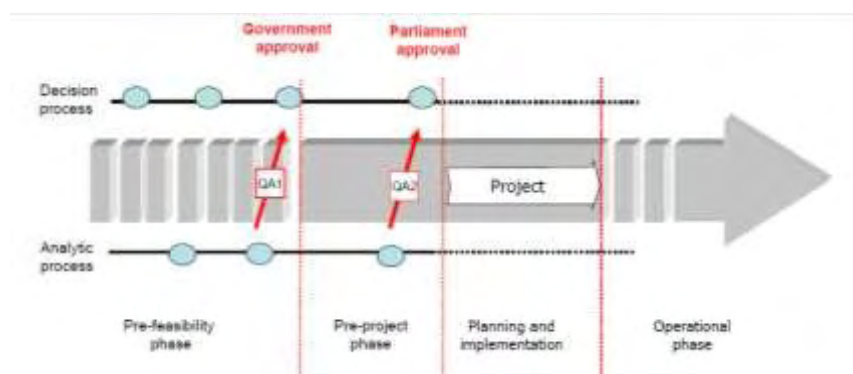 Government
approval
Parliament
approval
Decision
process
QA1
QA2
Project
Analytic
process
Pre-feasibility
phase
Pre-project
phase
Planning and
implementation
Operational
phase